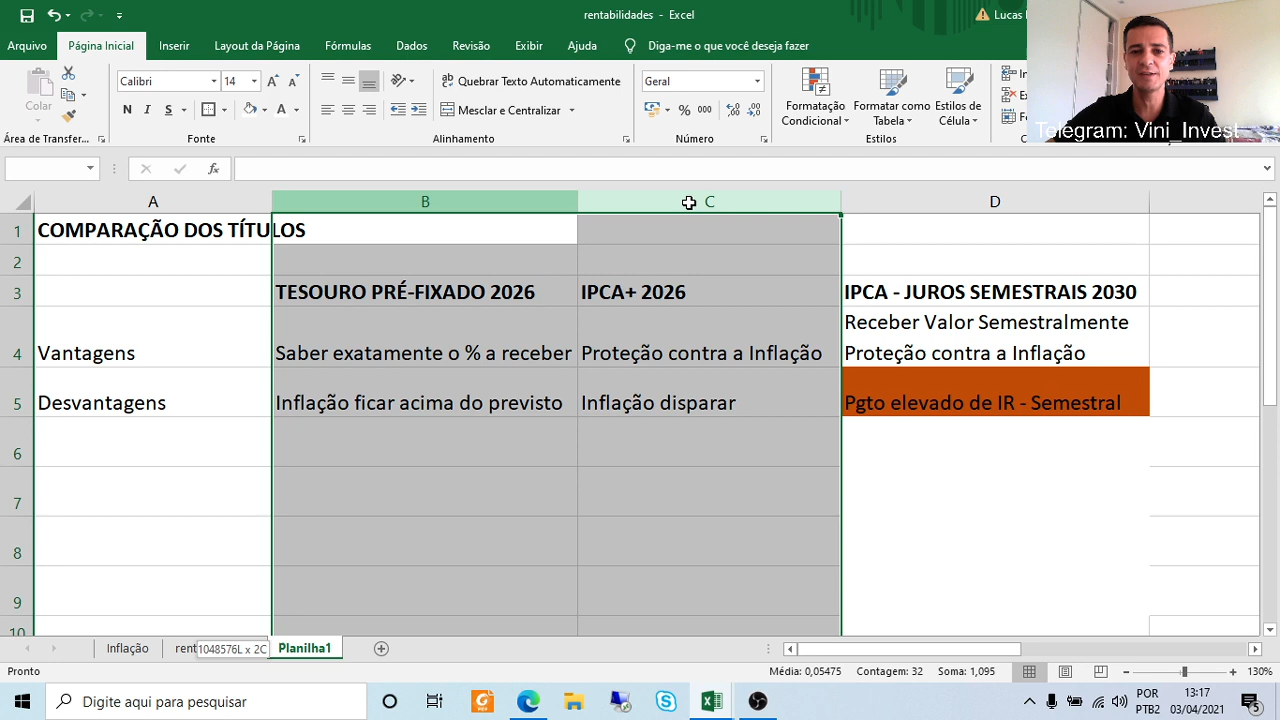 rentabilidades - Excel
Lucas
Arquivo
Página Inicial
Inserir
Layout da Página
Fórmulas
Dados
Revisão
Exibir
Ajuda
Diga-me o que você deseja fazer
Colar
Calibri
14
Quebrar Texto Automaticamente
Geral
N I S
Mesclar e Centralizar
% 000
Formatação Condicional
Formatar como Tabela
Estilos de Célula
Telegram: Vini_Invest
Área de Transfer...
Fonte
Alinhamento
Número
Estilos
fx
A B C D
1 COMPARAÇÃO DOS TÍTULOS
2
3 TESOURO PRÉ-FIXADO 2026 IPCA+ 2026 IPCA - JUROS SEMESTRAIS 2030
Receber Valor Semestralmente
4 Vantagens Saber exatamente o % a receber Proteção contra a Inflação Proteção contra a Inflação
5 Desvantagens Inflação ficar acima do previsto Inflação disparar Pgto elevado de IR - Semestral
6
7
8
9
10
Inflação
rent
1048576L x 2C
Planilha1
Pronto
Média: 0,05475 Contagem: 32 Soma: 1,095
130%
Digite aqui para pesquisar
POR
PTB2
13:17
03/04/2021
5